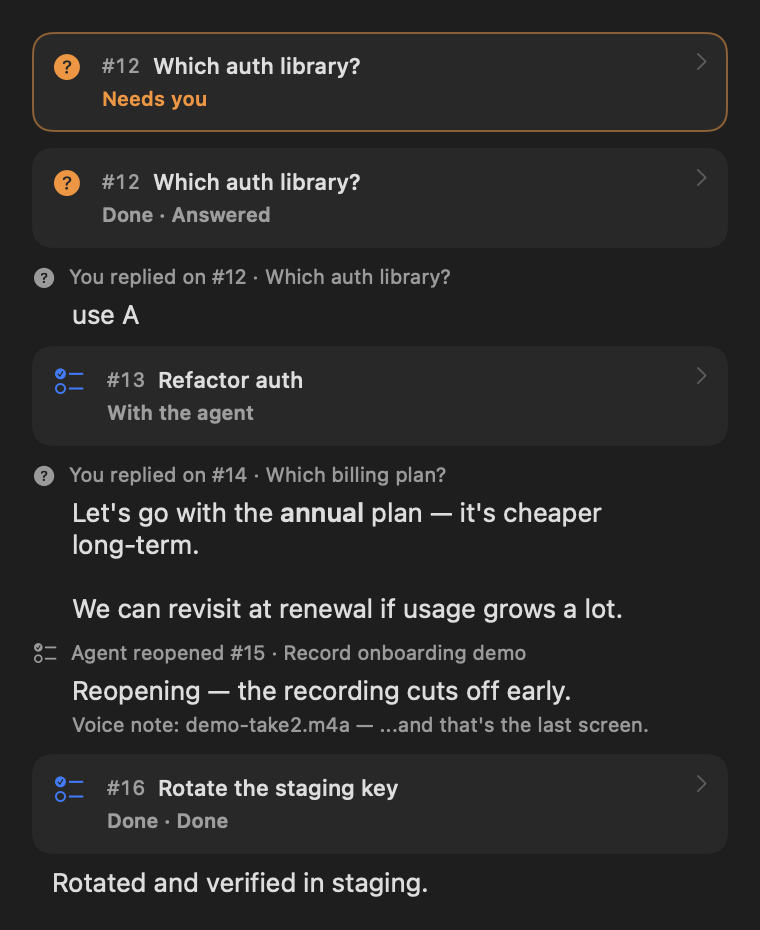 #12 Which auth library?
Needs you
#12 Which auth library?
Done · Answered
You replied on #12 · Which auth library?
use A
#13 Refactor auth
With the agent
You replied on #14 · Which billing plan?
Let's go with the annual plan — it's cheaper
long-term.
We can revisit at renewal if usage grows a lot.
Agent reopened #15 · Record onboarding demo
Reopening — the recording cuts off early.
Voice note: demo-take2.m4a — ...and that's the last screen.
#16 Rotate the staging key
Done · Done
Rotated and verified in staging.